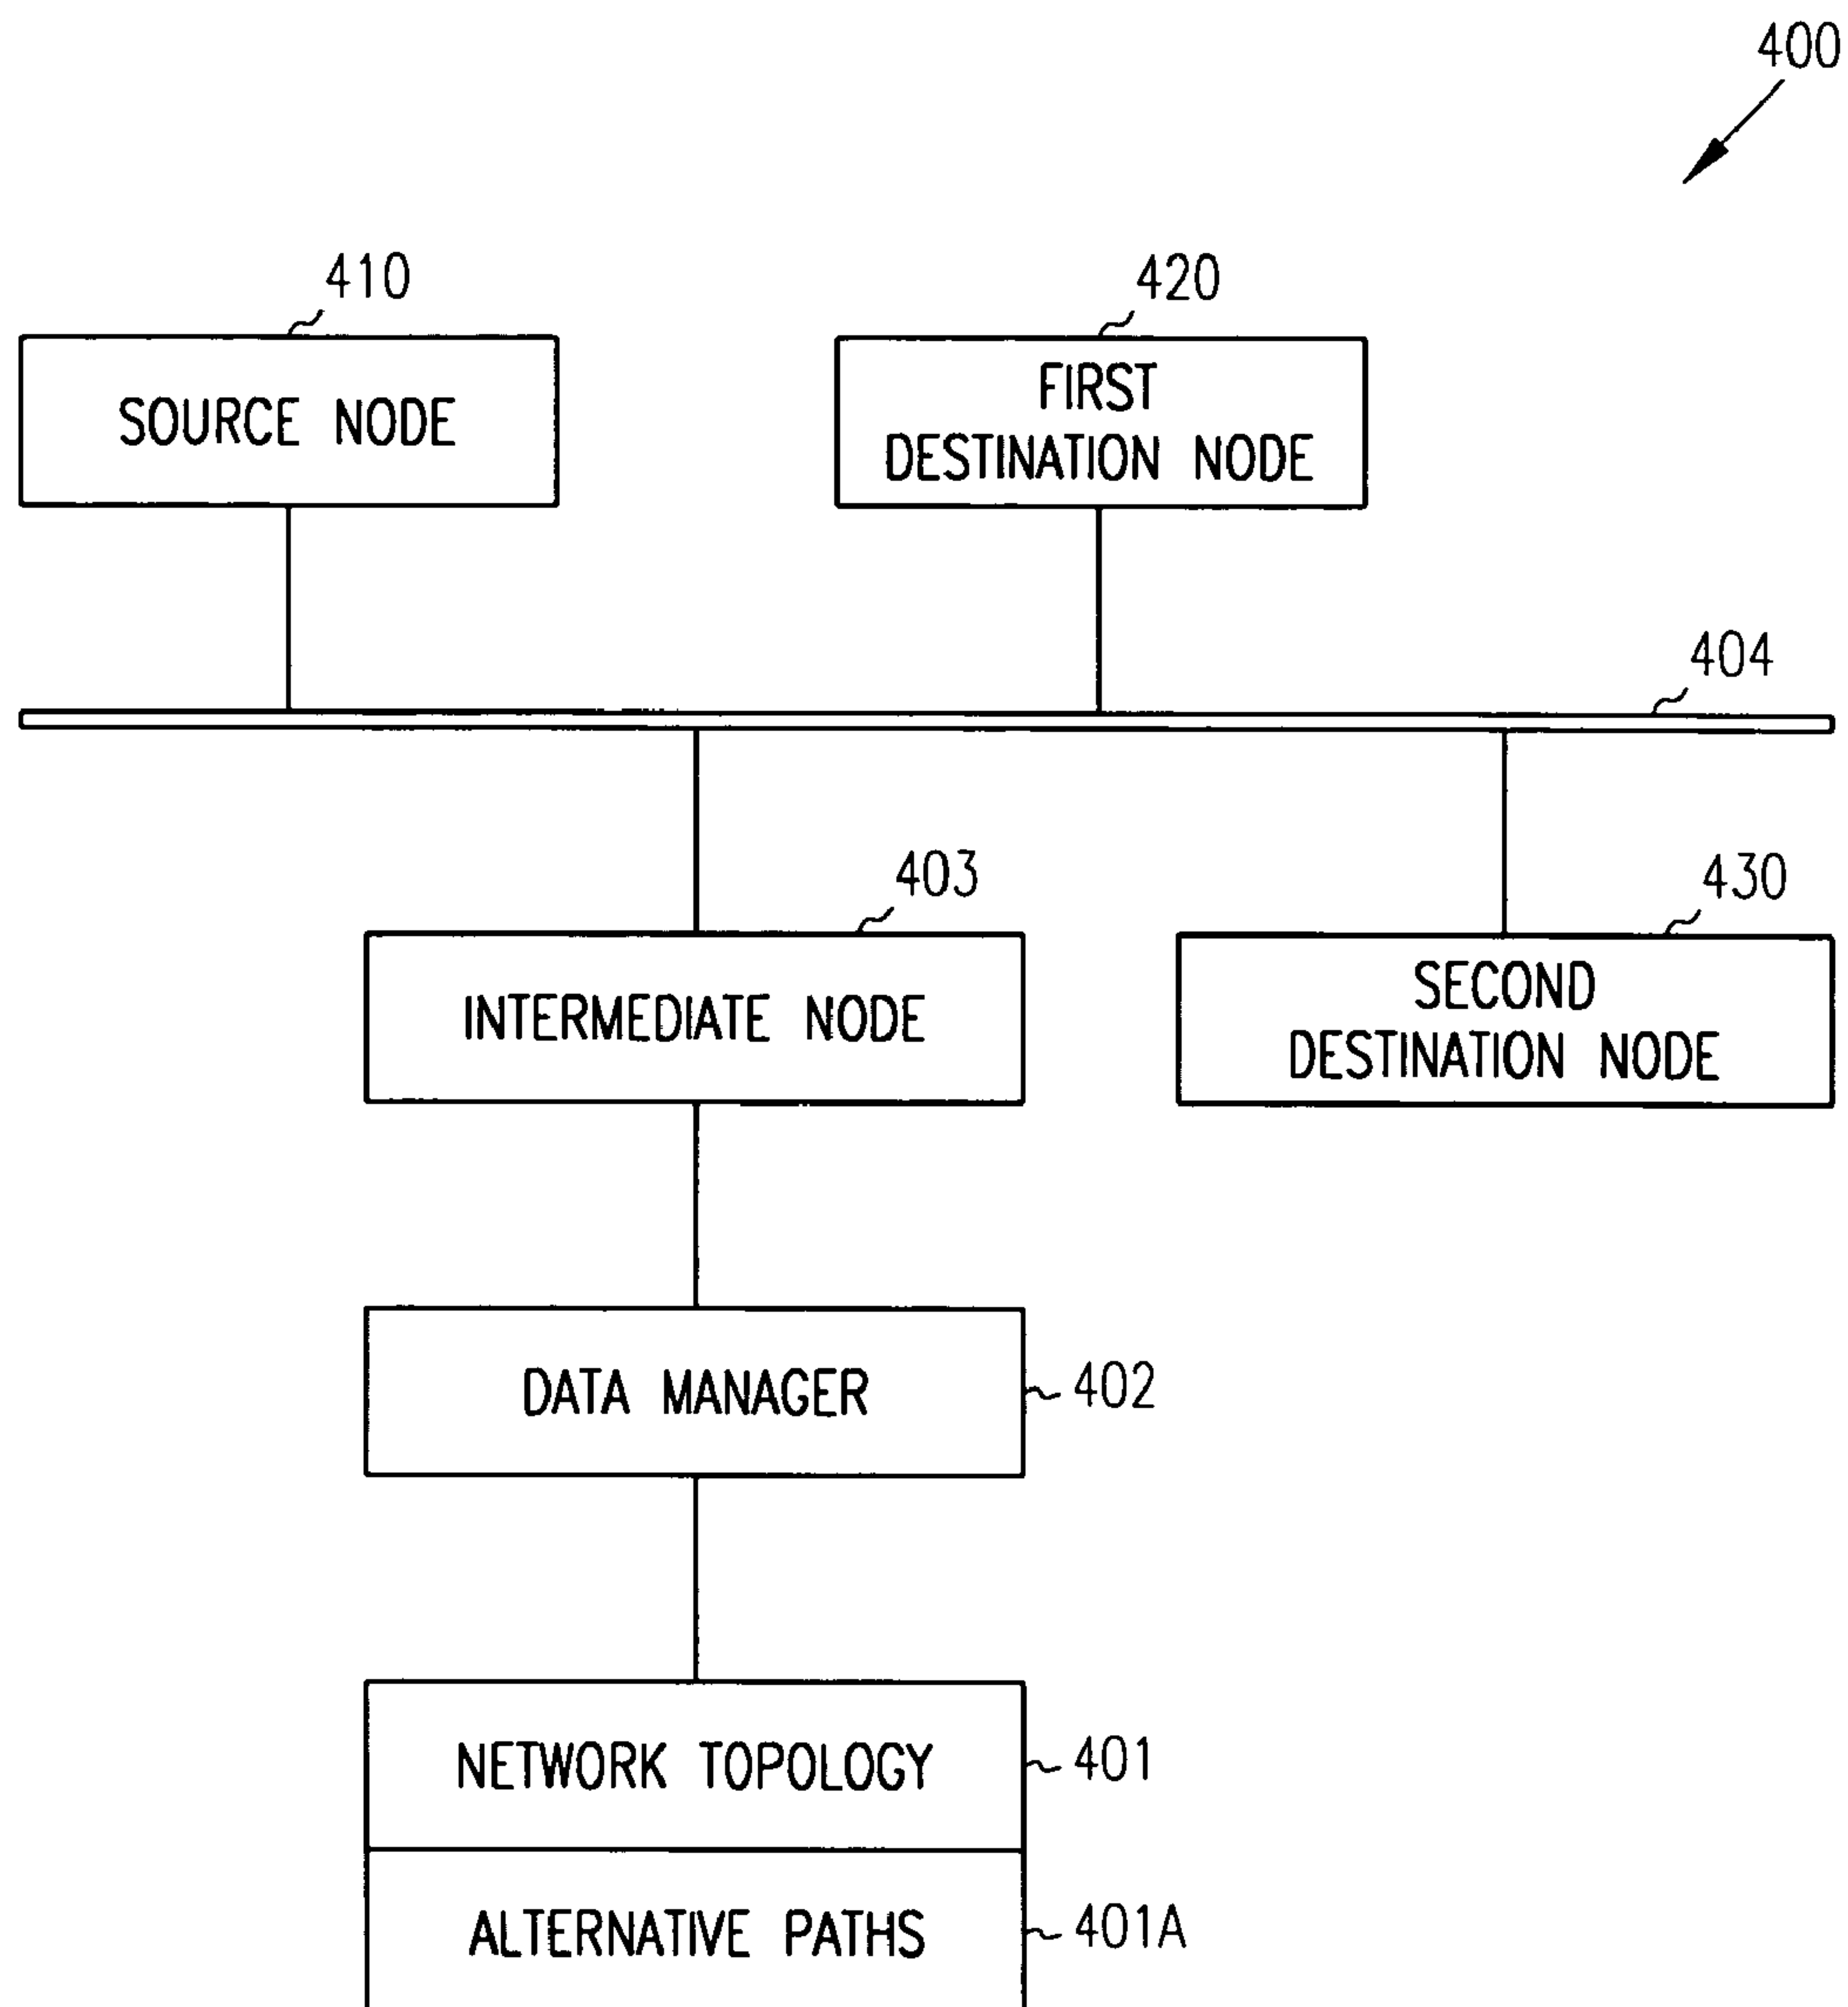 400
410
420
SOURCE NODE
FIRST
DESTINATION NODE
404
403
430
INTERMEDIATE NODE
SECOND
DESTINATION NODE
DATA MANAGER
402
NETWORK TOPOLOGY
401
ALTERNATIVE PATHS
401A